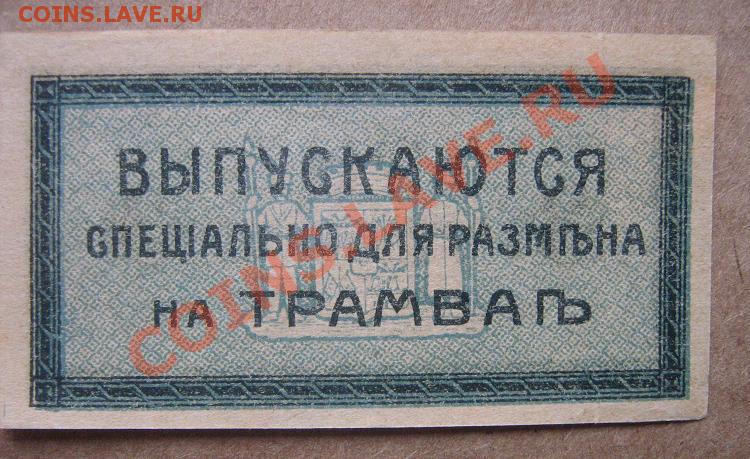 COINS.LAVE.RU
ВЫПУСКАЮТСЯ
СПЕЦІАЛЬНО ДЛЯ РАЗМѢНА
НА ТРАМВАѢ
COINS.LAVE.RU